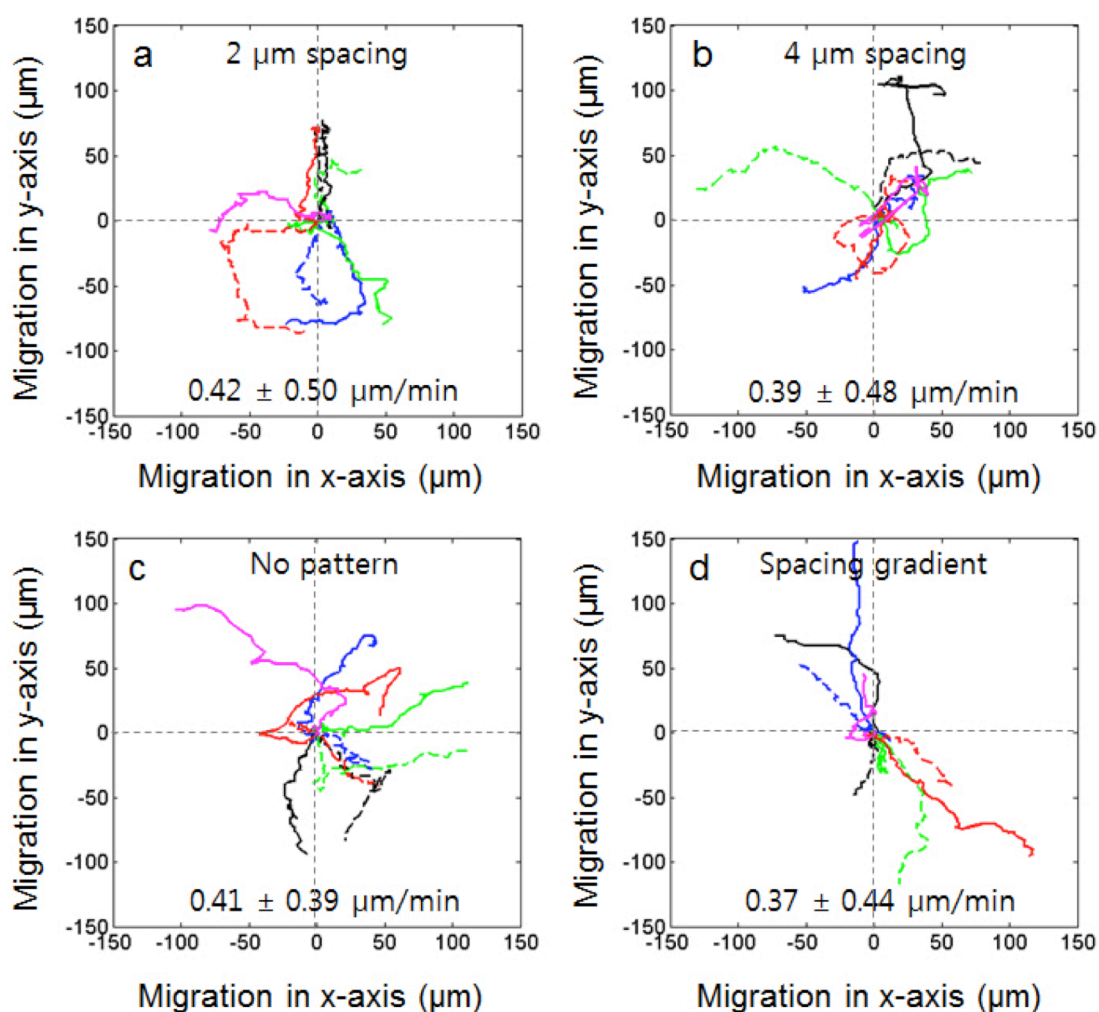 a
2 µm spacing
Migration in y-axis (µm)
150
100
50
0
-50
-100
-150
0.42 ± 0.50 µm/min
-150 -100 -50 0 50 100 150
Migration in x-axis (µm)
b
4 µm spacing
Migration in y-axis (µm)
150
100
50
0
-50
-100
-150
0.39 ± 0.48 µm/min
-150 -100 -50 0 50 100 150
Migration in x-axis (µm)
c
No pattern
Migration in y-axis (µm)
150
100
50
0
-50
-100
-150
0.41 ± 0.39 µm/min
-150 -100 -50 0 50 100 150
Migration in x-axis (µm)
d
Spacing gradient
Migration in y-axis (µm)
150
100
50
0
-50
-100
-150
0.37 ± 0.44 µm/min
-150 -100 -50 0 50 100 150
Migration in x-axis (µm)